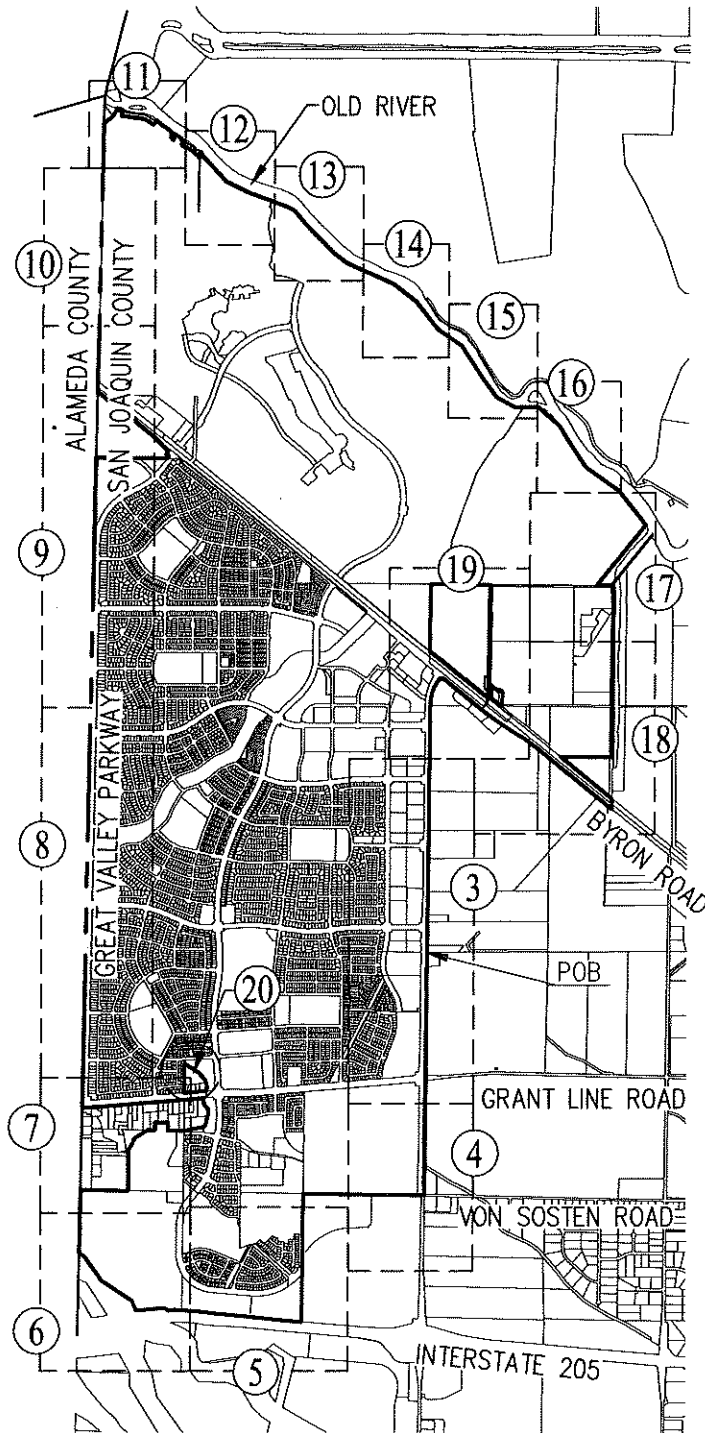 11
OLD RIVER
12
13
14
10
ALAMEDA COUNTY
SAN JOAQUIN COUNTY
15
16
9
19
17
GREAT VALLEY PARKWAY
18
8
BYRON ROAD
3
POB
20
GRANT LINE ROAD
7
4
VON SOSTEN ROAD
6
5
INTERSTATE 205